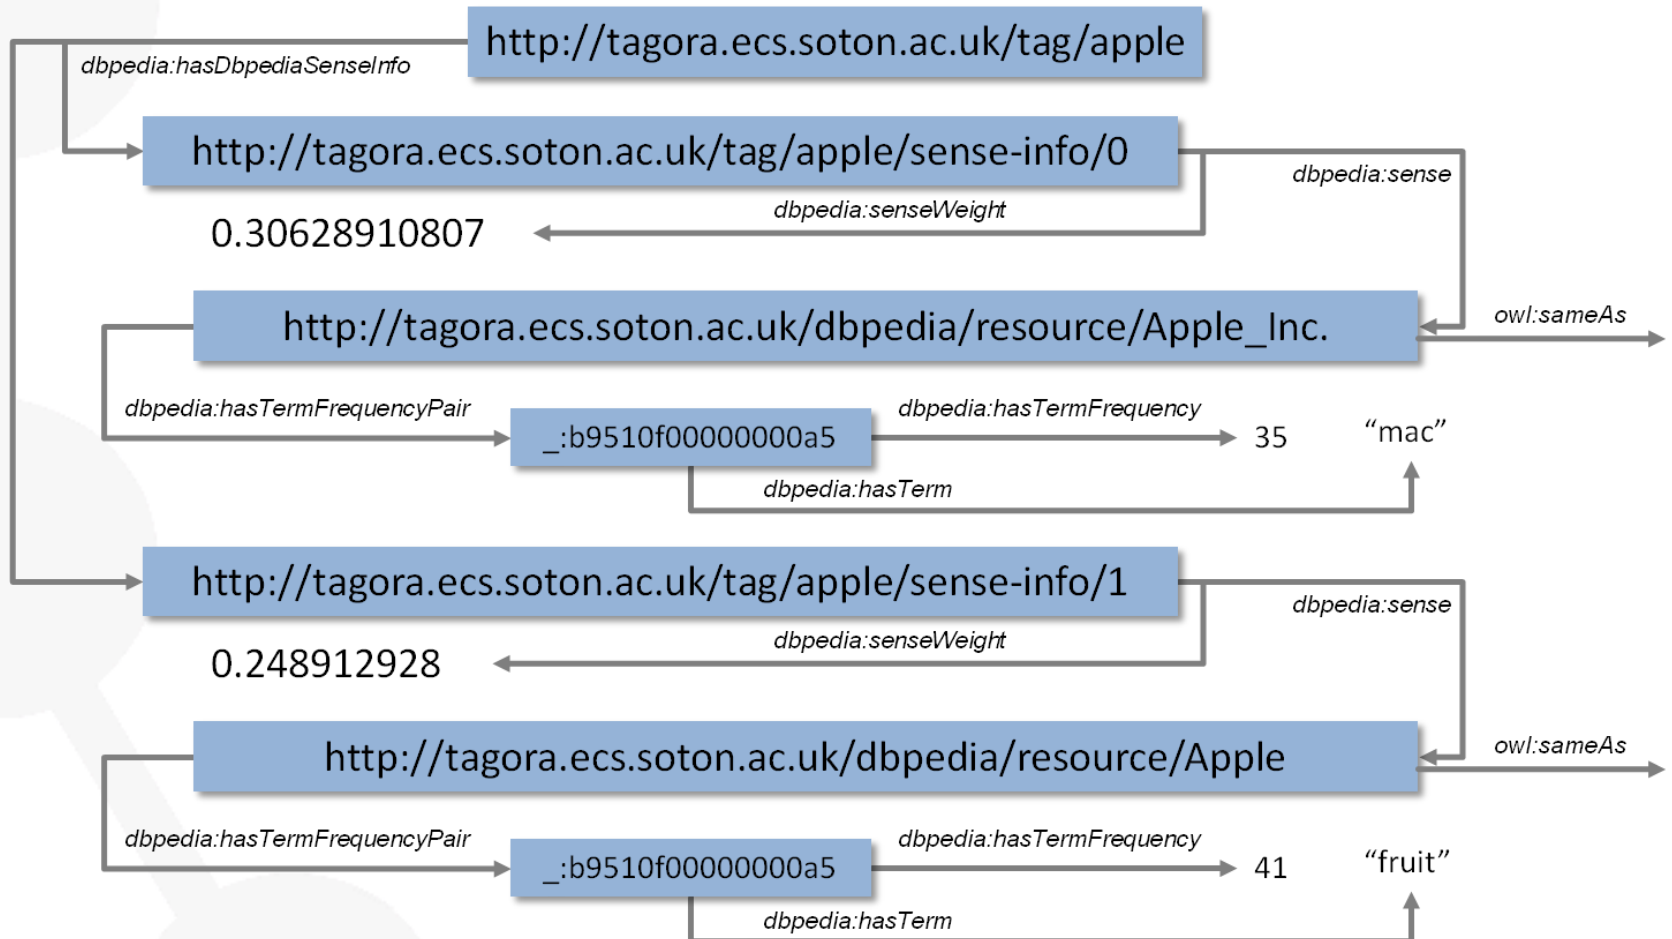 http://tagora.ecs.soton.ac.uk/tag/apple
dbpedia:hasDbpediaSenseInfo
http://tagora.ecs.soton.ac.uk/tag/apple/sense-info/0
dbpedia:sense
dbpedia:senseWeight
0.30628910807
http://tagora.ecs.soton.ac.uk/dbpedia/resource/Apple_Inc.
owl:sameAs
dbpedia:hasTermFrequencyPair
_:b9510f00000000a5
dbpedia:hasTermFrequency
35
“mac”
dbpedia:hasTerm
http://tagora.ecs.soton.ac.uk/tag/apple/sense-info/1
dbpedia:sense
dbpedia:senseWeight
0.248912928
http://tagora.ecs.soton.ac.uk/dbpedia/resource/Apple
owl:sameAs
dbpedia:hasTermFrequencyPair
_:b9510f00000000a5
dbpedia:hasTermFrequency
41
“fruit”
dbpedia:hasTerm